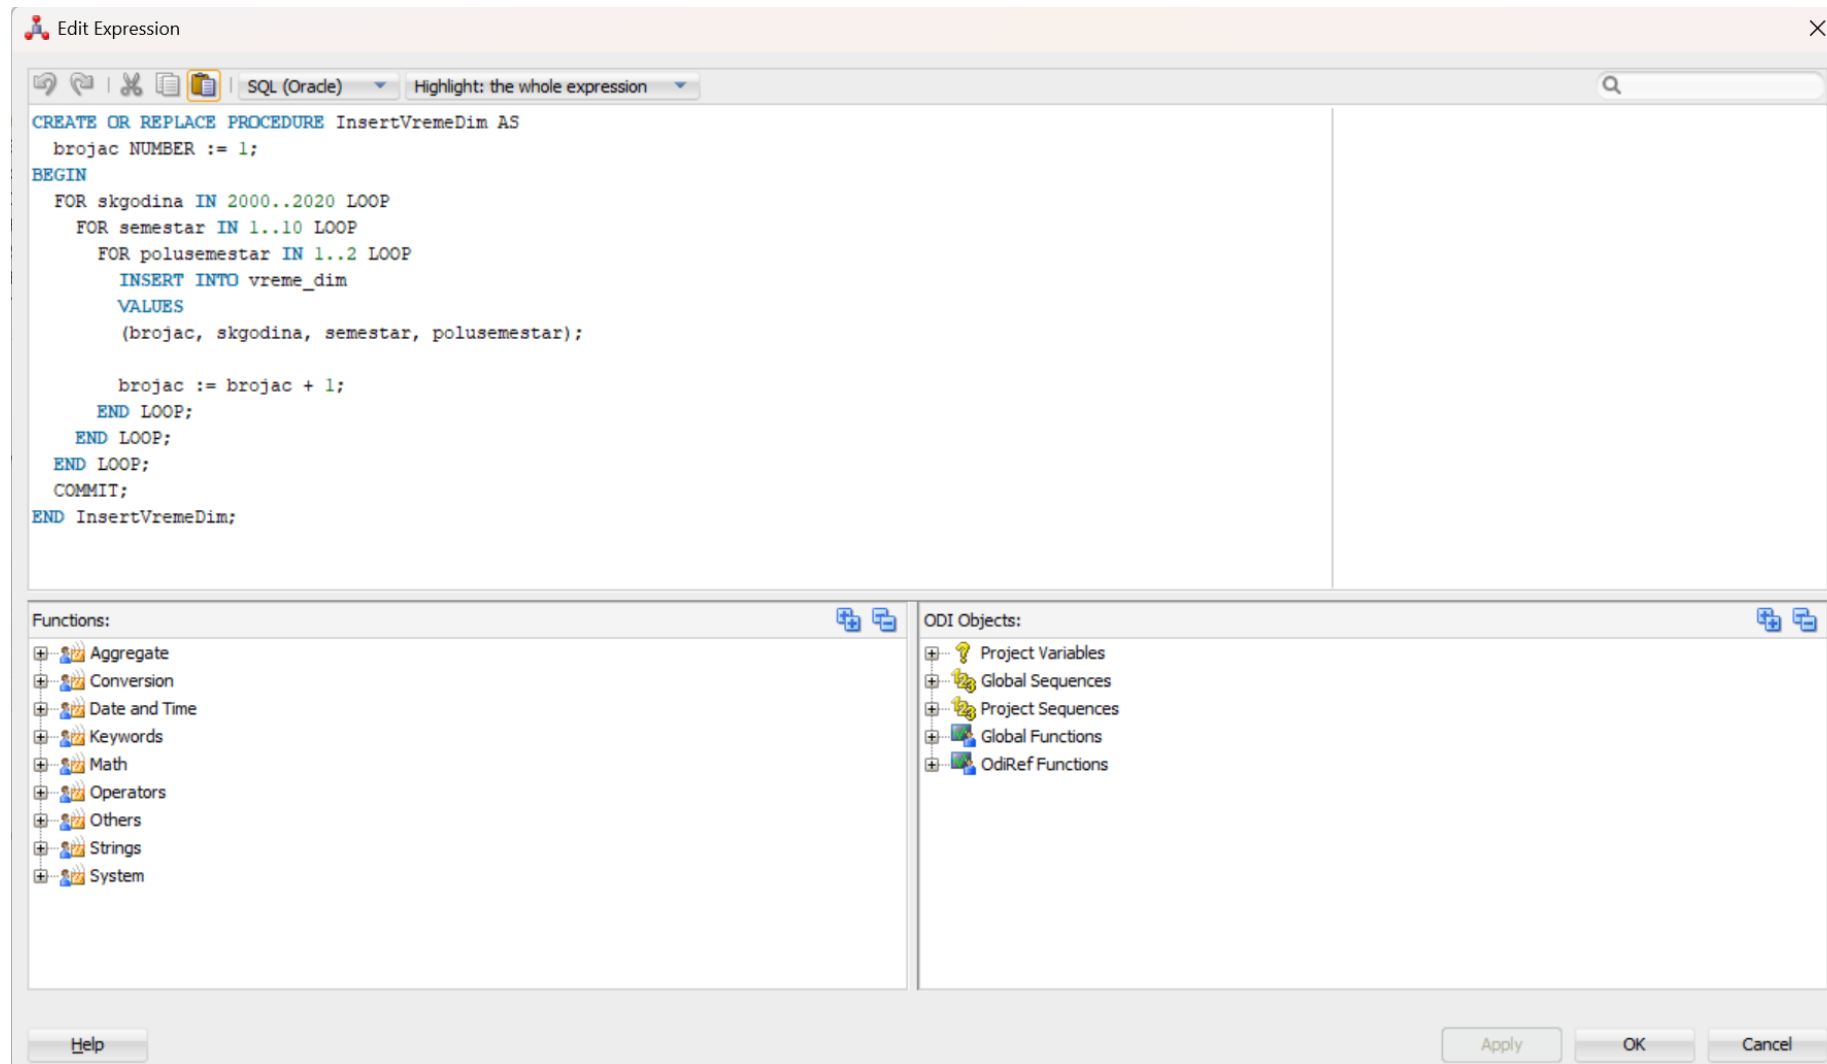 Edit Expression
SQL (Oracle)
Highlight: the whole expression
CREATE OR REPLACE PROCEDURE InsertVremeDim AS
  brojac NUMBER := 1;
BEGIN
  FOR skgodina IN 2000..2020 LOOP
    FOR semestar IN 1..10 LOOP
      FOR polusemestar IN 1..2 LOOP
        INSERT INTO vreme_dim
        VALUES
        (brojac, skgodina, semestar, polusemestar);
        brojac := brojac + 1;
      END LOOP;
    END LOOP;
  END LOOP;
  COMMIT;
END InsertVremeDim;
Functions:
Aggregate
Conversion
Date and Time
Keywords
Math
Operators
Others
Strings
System
ODI Objects:
Project Variables
Global Sequences
Project Sequences
Global Functions
OdiRef Functions
Help
Apply
OK
Cancel